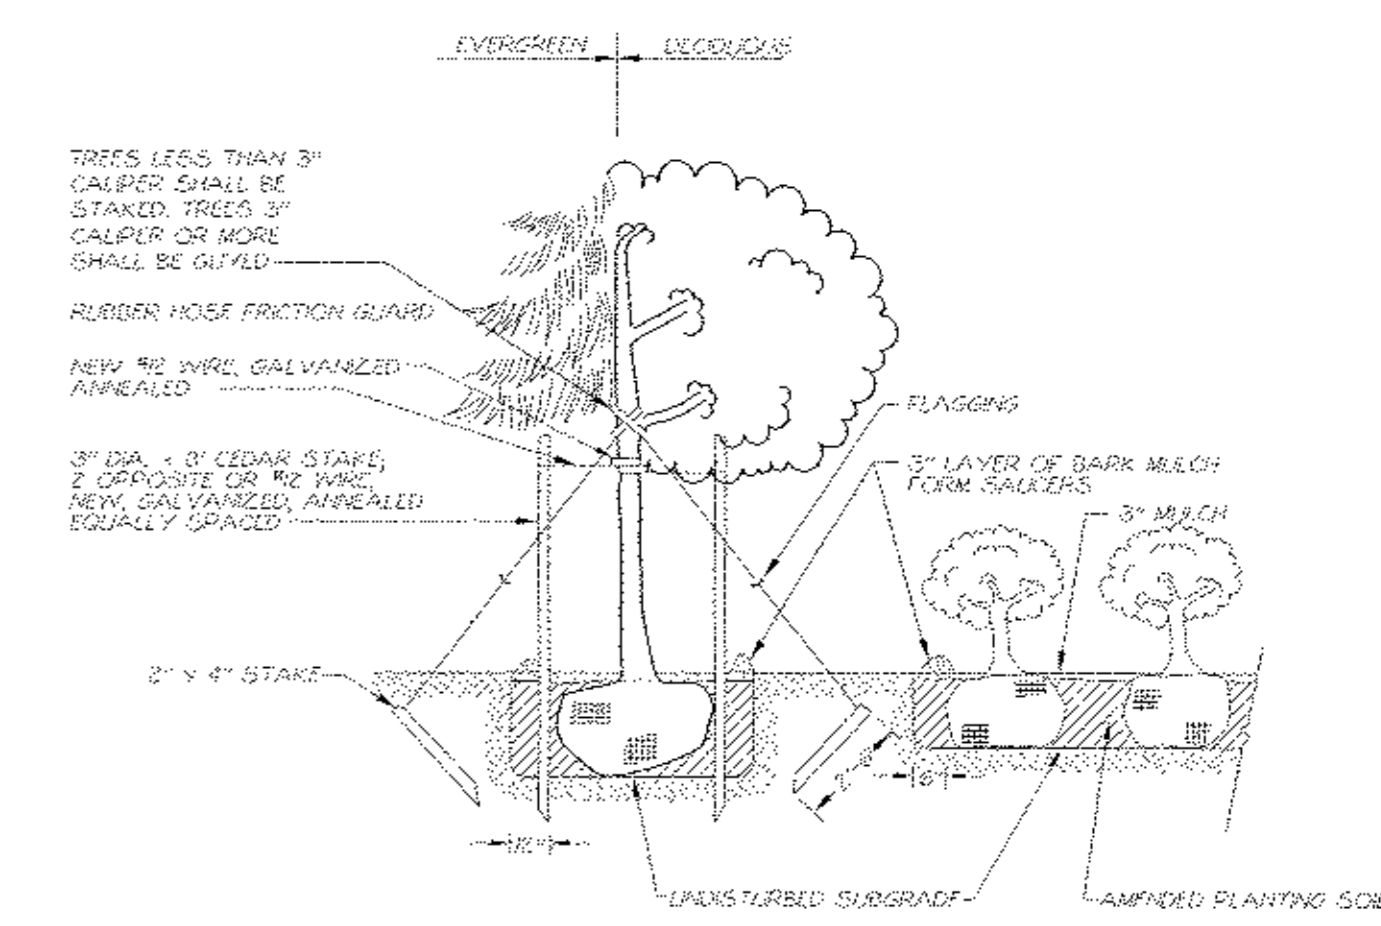 EVERGREEN
DECIDUOUS
TREES LESS THAN 3"
CALIPER SHALL BE
STAKED. TREES 3"
CALIPER OR MORE
SHALL BE GUYED
RUBBER HOSE FRICTION GUARD
NEW #12 WIRE, GALVANIZED
ANNEALED
3" DIA. x 8' CEDAR STAKE,
2 OPPOSITE OR #12 WIRE,
NEW, GALVANIZED, ANNEALED
EQUALLY SPACED
FLAGGING
3" LAYER OF BARK MULCH
FORM SAUCERS
3" MULCH
2" x 4" STAKE
6"
12"
UNDISTURBED SUBGRADE
AMENDED PLANTING SOIL